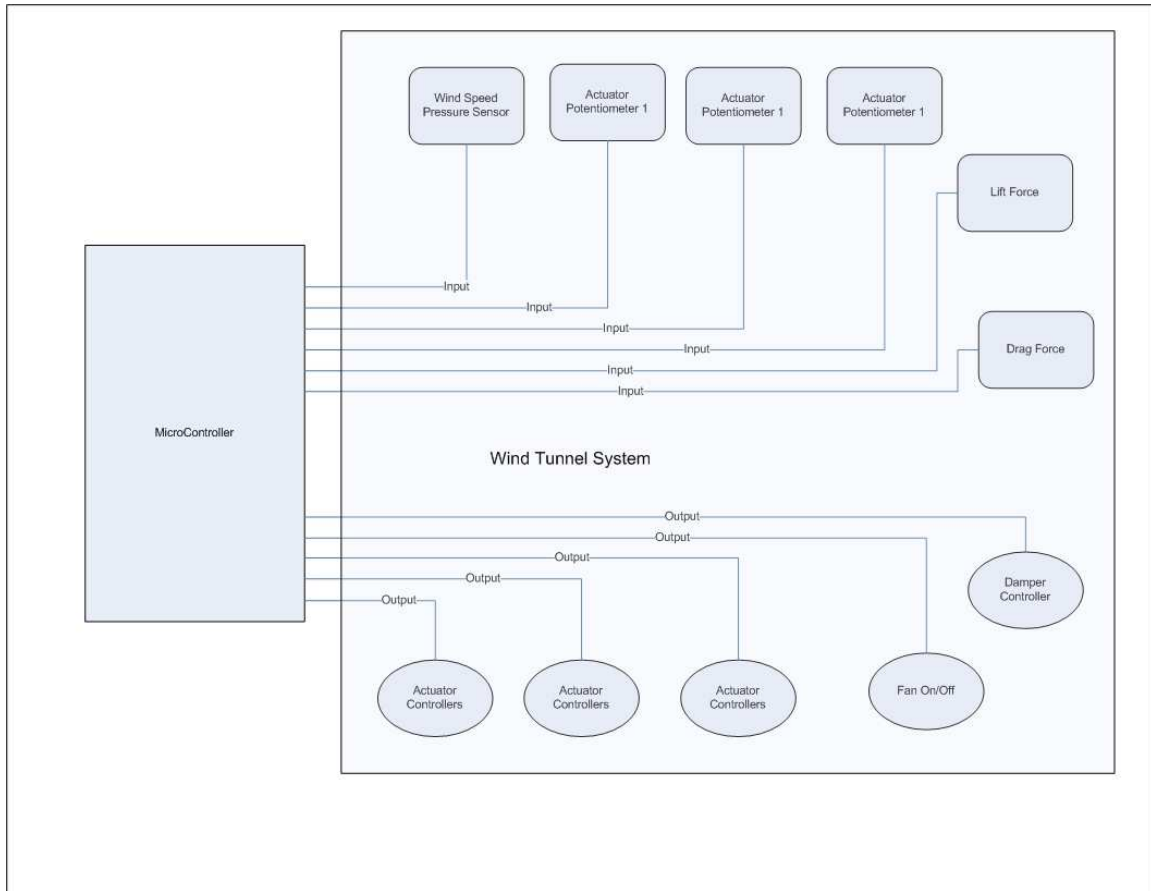 Wind Speed
Pressure Sensor
Actuator
Potentiometer 1
Actuator
Potentiometer 1
Actuator
Potentiometer 1
Lift Force
Input
Input
Input
Input
Input
Input
Drag Force
MicroController
Wind Tunnel System
Output
Output
Output
Output
Output
Damper
Controller
Actuator
Controllers
Actuator
Controllers
Actuator
Controllers
Fan On/Off